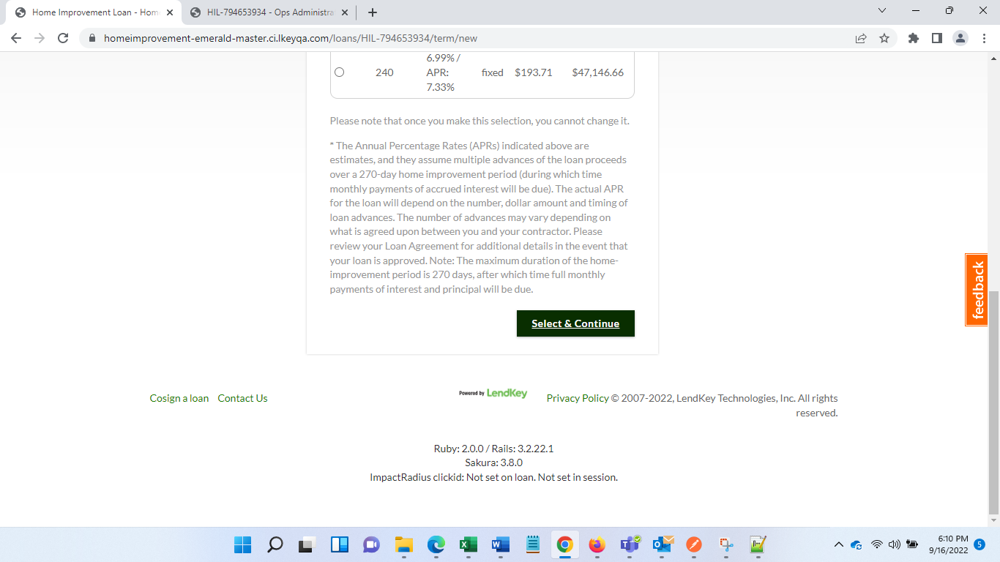 Home Improvement Loan - Hom
HIL-794653934 - Ops Administra
homeimprovement-emerald-master.ci.lkeyqa.com/loans/HIL-794653934/term/new
6.99% /
240 APR: fixed $193.71 $47,146.66
7.33%
Please note that once you make this selection, you cannot change it.
* The Annual Percentage Rates (APRs) indicated above are
estimates, and they assume multiple advances of the loan proceeds
over a 270-day home improvement period (during which time
monthly payments of accrued interest will be due). The actual APR
for the loan will depend on the number, dollar amount and timing of
loan advances. The number of advances may vary depending on
what is agreed upon between you and your contractor. Please
review your Loan Agreement for additional details in the event that
your loan is approved. Note: The maximum duration of the home-
improvement period is 270 days, after which time full monthly
payments of interest and principal will be due.
feedback
Select & Continue
Cosign a loan Contact Us Powered by LendKey Privacy Policy © 2007-2022, LendKey Technologies, Inc. All rights
reserved.
Ruby: 2.0.0 / Rails: 3.2.22.1
Sakura: 3.8.0
ImpactRadius clickid: Not set on loan. Not set in session.
6:10 PM
9/16/2022 5